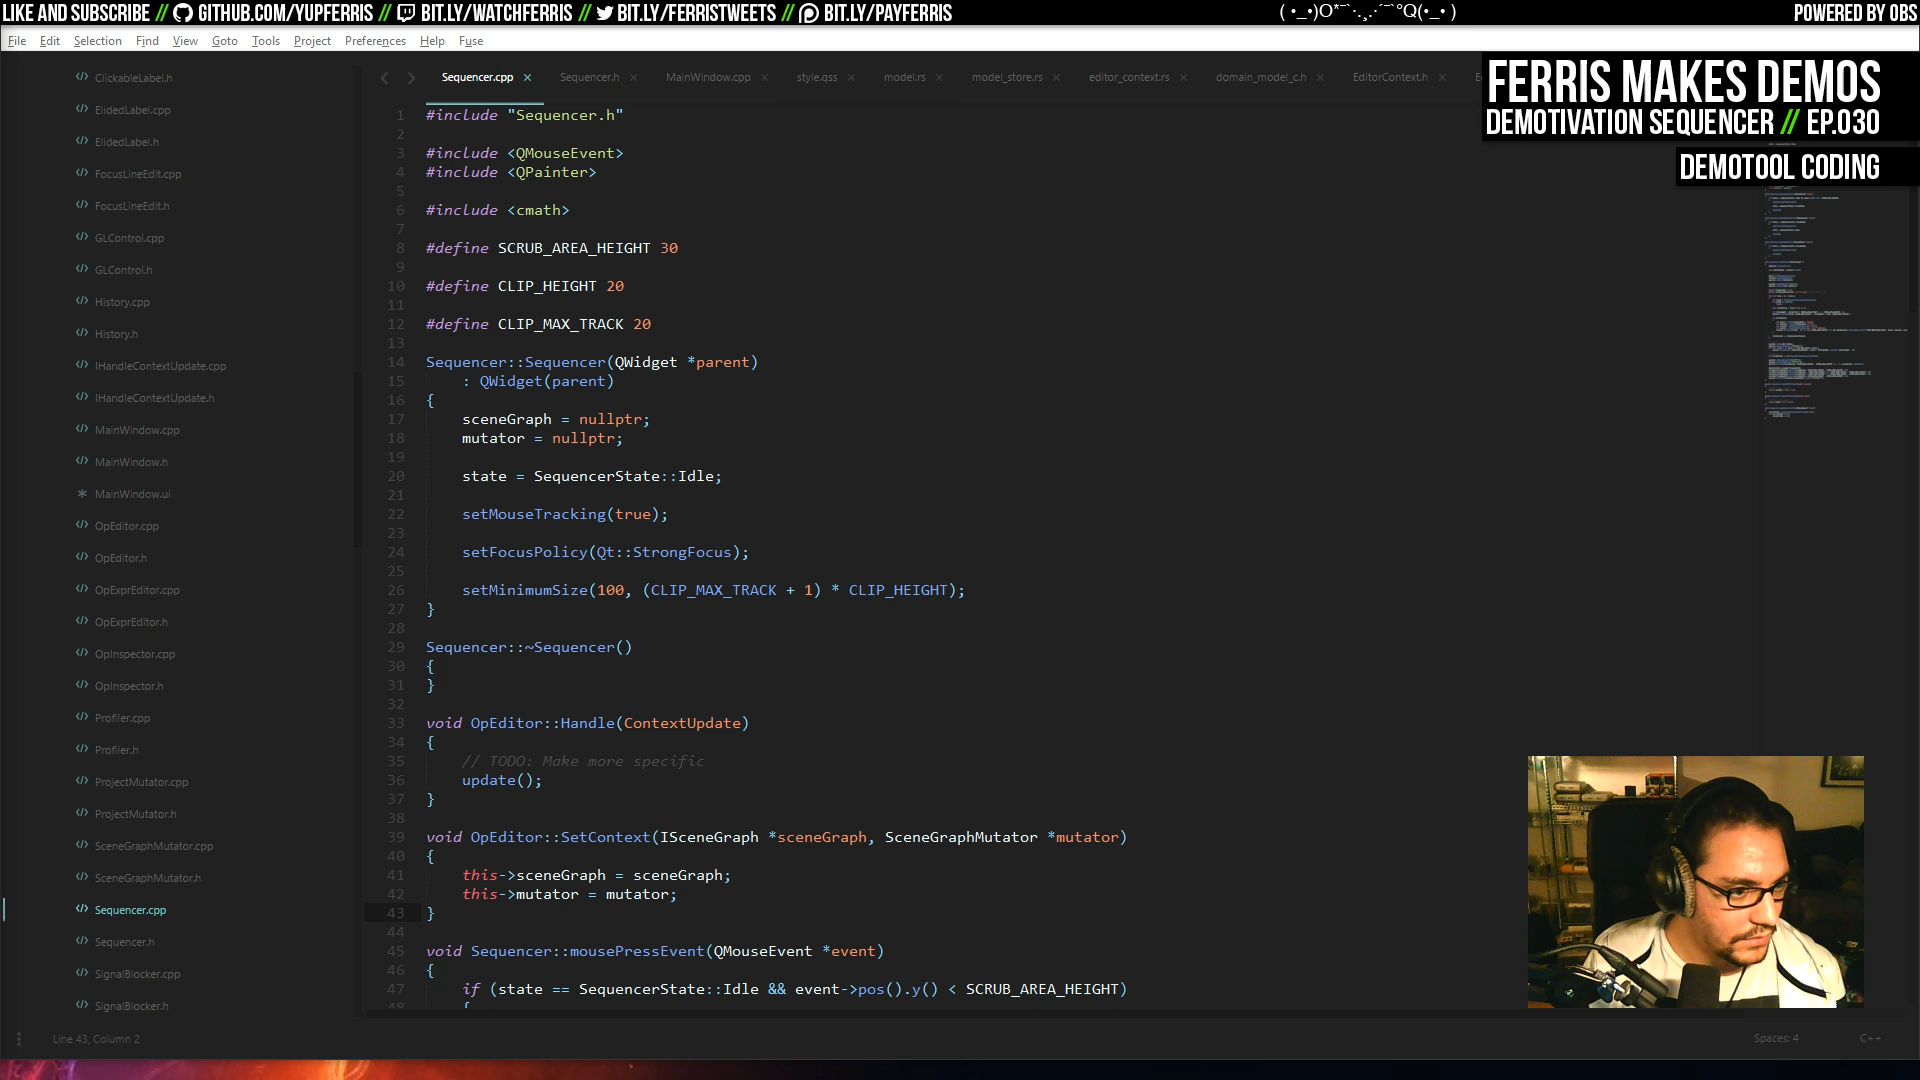 LIKE AND SUBSCRIBE // GITHUB.COM/YUPFERRIS // BIT.LY/WATCHFERRIS // BIT.LY/FERRISTWEETS // BIT.LY/PAYFERRIS
POWERED BY OBS
File Edit Selection Find View Goto Tools Project Preferences Help Fuse
FERRIS MAKES DEMOS
DEMOTIVATION SEQUENCER // EP.030
DEMOTOOL CODING
Sequencer.cpp Sequencer.h MainWindow.cpp style.qss model.rs model_store.rs editor_context.rs domain_model_c.h EditorContext.h
ClickableLabel.h
ElidedLabel.cpp
ElidedLabel.h
FocusLineEdit.cpp
FocusLineEdit.h
GLControl.cpp
GLControl.h
History.cpp
History.h
IHandleContextUpdate.cpp
IHandleContextUpdate.h
MainWindow.cpp
MainWindow.h
MainWindow.ui
OpEditor.cpp
OpEditor.h
OpExprEditor.cpp
OpExprEditor.h
OpInspector.cpp
OpInspector.h
Profiler.cpp
Profiler.h
ProjectMutator.cpp
ProjectMutator.h
SceneGraphMutator.cpp
SceneGraphMutator.h
Sequencer.cpp
Sequencer.h
SignalBlocker.cpp
SignalBlocker.h
1 #include "Sequencer.h"
2
3 #include <QMouseEvent>
4 #include <QPainter>
5
6 #include <cmath>
7
8 #define SCRUB_AREA_HEIGHT 30
9
10 #define CLIP_HEIGHT 20
11
12 #define CLIP_MAX_TRACK 20
13
14 Sequencer::Sequencer(QWidget *parent)
15     : QWidget(parent)
16 {
17     sceneGraph = nullptr;
18     mutator = nullptr;
19
20     state = SequencerState::Idle;
21
22     setMouseTracking(true);
23
24     setFocusPolicy(Qt::StrongFocus);
25
26     setMinimumSize(100, (CLIP_MAX_TRACK + 1) * CLIP_HEIGHT);
27 }
28
29 Sequencer::~Sequencer()
30 {
31 }
32
33 void OpEditor::Handle(ContextUpdate)
34 {
35     // TODO: Make more specific
36     update();
37 }
38
39 void OpEditor::SetContext(ISceneGraph *sceneGraph, SceneGraphMutator *mutator)
40 {
41     this->sceneGraph = sceneGraph;
42     this->mutator = mutator;
43 }
44
45 void Sequencer::mousePressEvent(QMouseEvent *event)
46 {
47     if (state == SequencerState::Idle && event->pos().y() < SCRUB_AREA_HEIGHT)
48     {
Line 43, Column 2
Spaces: 4
C++